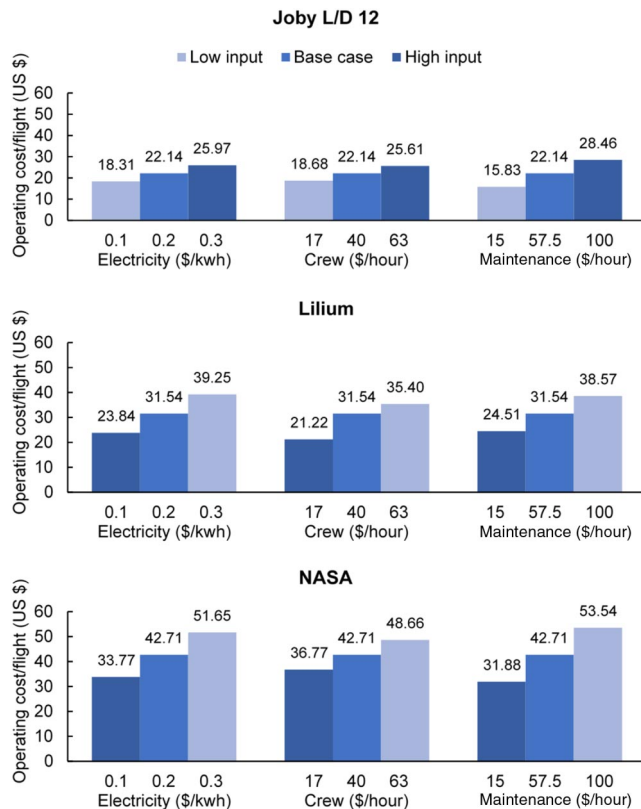 Joby L/D 12
Low input Base case High input
Operating cost/flight (US $)
60
50
40
30
20
10
0
18.31 22.14 25.97 18.68 22.14 25.61 15.83 22.14 28.46
0.1 0.2 0.3 17 40 63 15 57.5 100
Electricity ($/kwh) Crew ($/hour) Maintenance ($/hour)
Lilium
Operating cost/flight (US $)
60
50
40
30
20
10
0
23.84 31.54 39.25 21.22 31.54 35.40 24.51 31.54 38.57
0.1 0.2 0.3 17 40 63 15 57.5 100
Electricity ($/kwh) Crew ($/hour) Maintenance ($/hour)
NASA
Operating cost/flight (US $)
60
50
40
30
20
10
0
33.77 42.71 51.65 36.77 42.71 48.66 31.88 42.71 53.54
0.1 0.2 0.3 17 40 63 15 57.5 100
Electricity ($/kwh) Crew ($/hour) Maintenance ($/hour)